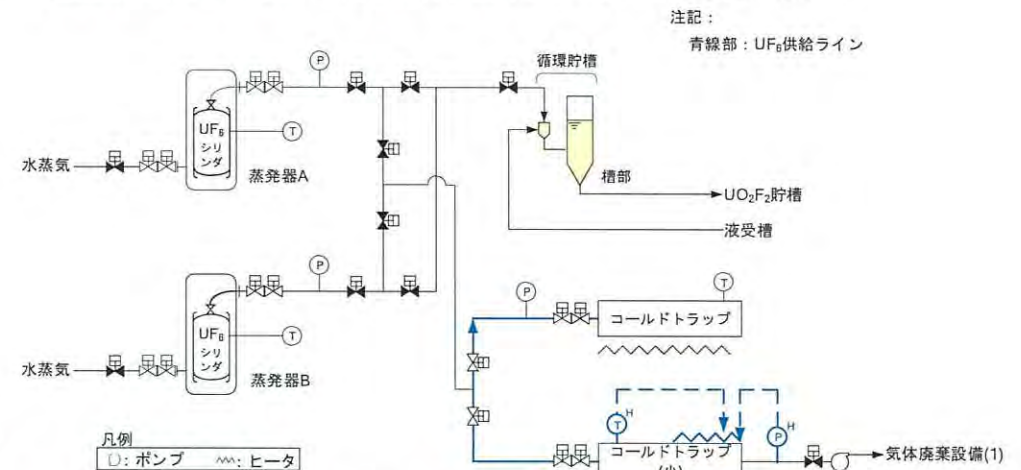 注記：
青線部：UF₆供給ライン
循環貯槽
P
UF₆
シリ
ンダ
T
水蒸気
蒸発器A
槽部
UO₂F₂貯槽
液受槽
P
UF₆
シリ
ンダ
T
水蒸気
蒸発器B
P
T
コールドトラップ
T H
P H
コールドトラップ
(小)
気体廃棄設備(1)
凡例
：ポンプ　：ヒータ